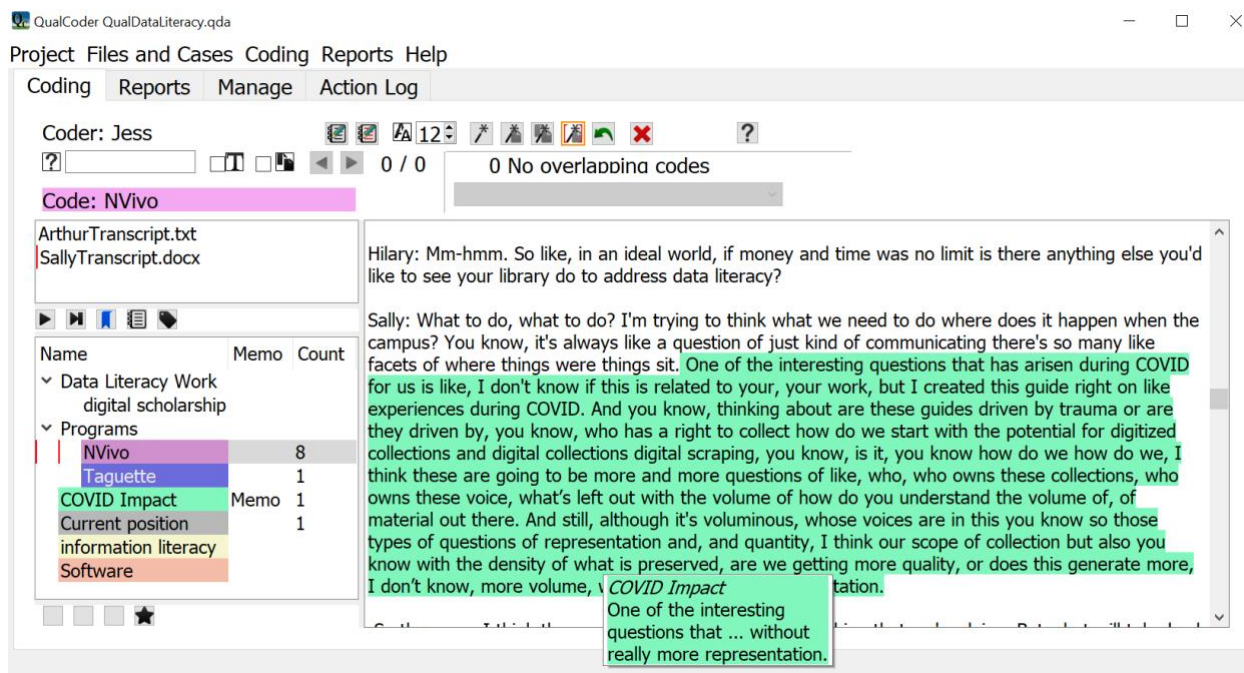 QualCoder QualDataLiteracy.qda
Project Files and Cases Coding Reports Help
Coding Reports Manage Action Log
Coder: Jess
12
?
?
0 / 0
0 No overlapping codes
Code: NVivo
ArthurTranscript.txt
SallyTranscript.docx
Name Memo Count
Data Literacy Work
digital scholarship
Programs
NVivo 8
Taguette 1
COVID Impact Memo 1
Current position 1
information literacy
Software
Hilary: Mm-hmm. So like, in an ideal world, if money and time was no limit is there anything else you'd
like to see your library do to address data literacy?
Sally: What to do, what to do? I'm trying to think what we need to do where does it happen when the
campus? You know, it's always like a question of just kind of communicating there's so many like
facets of where things were things sit. One of the interesting questions that has arisen during COVID
for us is like, I don't know if this is related to your, your work, but I created this guide right on like
experiences during COVID. And you know, thinking about are these guides driven by trauma or are
they driven by, you know, who has a right to collect how do we start with the potential for digitized
collections and digital collections digital scraping, you know, is it, you know how do we how do we, I
think these are going to be more and more questions of like, who, who owns these collections, who
owns these voice, what's left out with the volume of how do you understand the volume of, of
material out there. And still, although it's voluminous, whose voices are in this you know so those
types of questions of representation and, and quantity, I think our scope of collection but also you
know with the density of what is preserved, are we getting more quality, or does this generate more,
I don't know, more volume, tation.
COVID Impact
One of the interesting
questions that ... without
really more representation.